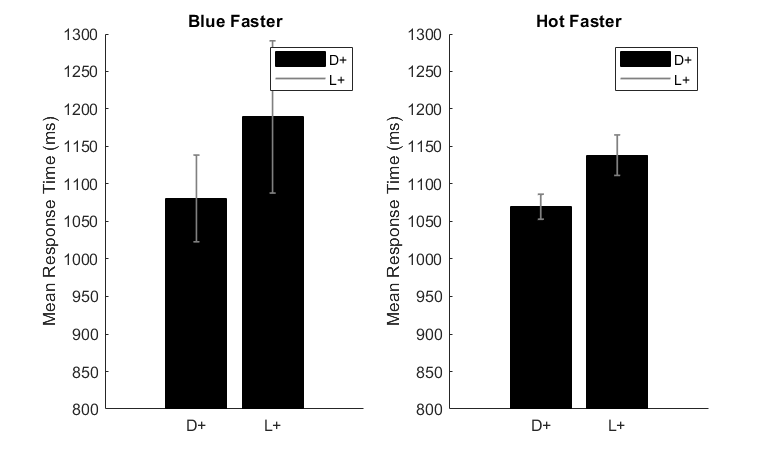 Blue Faster
Mean Response Time (ms)
1300
1250
1200
1150
1100
1050
1000
950
900
850
800
D+
L+
D+
L+
Hot Faster
Mean Response Time (ms)
1300
1250
1200
1150
1100
1050
1000
950
900
850
800
D+
L+
D+
L+